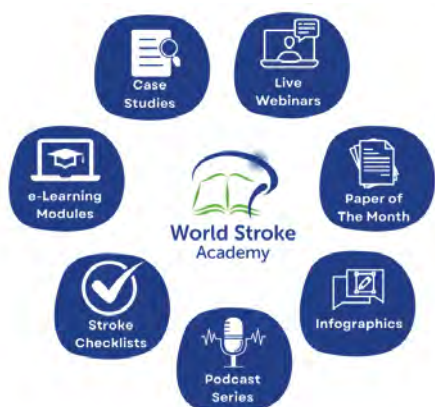 Case
Studies
Live
Webinars
e-Learning
Modules
Paper of
The Month
World Stroke
Academy
Stroke
Checklists
Infographics
Podcast
Series